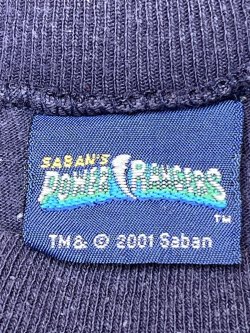 SABAN'S
POWER RANGERS
TM
TM & © 2001 Saban